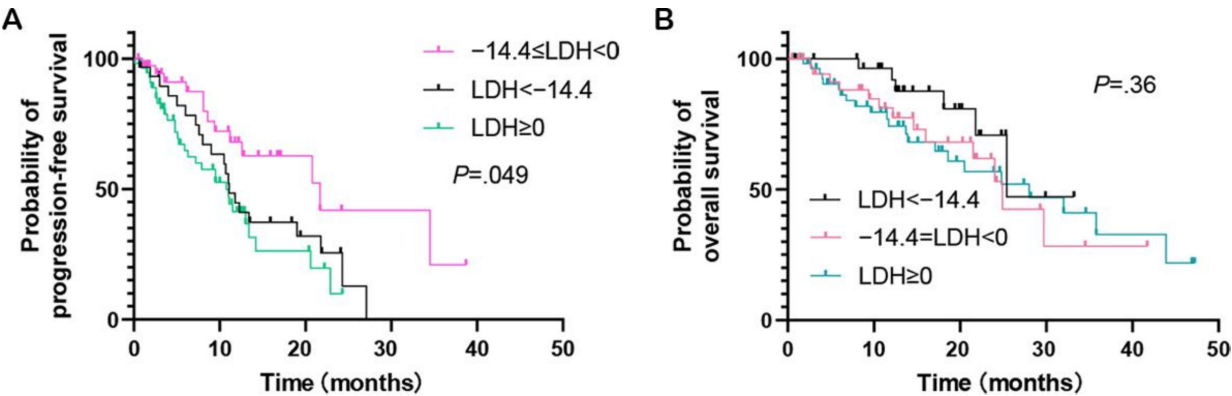 A
Probability of
progression-free survival
100
50
0
−14.4≤LDH<0
LDH<−14.4
LDH≥0
P=.049
0 10 20 30 40 50
Time (months)
B
Probability of
overall survival
100
50
0
P=.36
LDH<−14.4
−14.4=LDH<0
LDH≥0
0 10 20 30 40 50
Time (months)